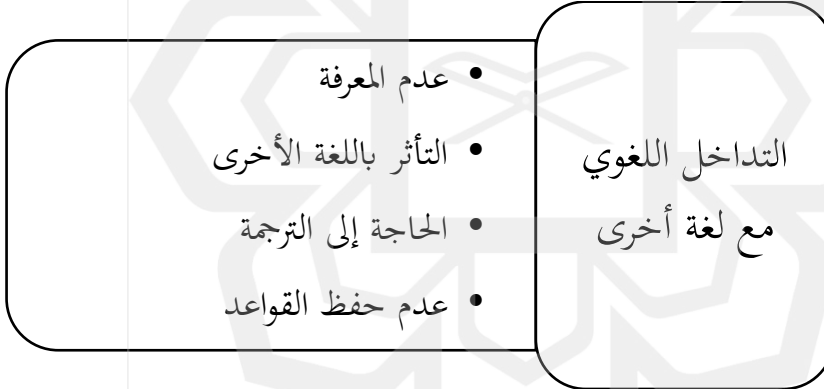 التداخل اللغوي
مع لغة أخرى
• عدم المعرفة
• التأثر باللغة الأخرى
• الحاجة إلى الترجمة
• عدم حفظ القواعد